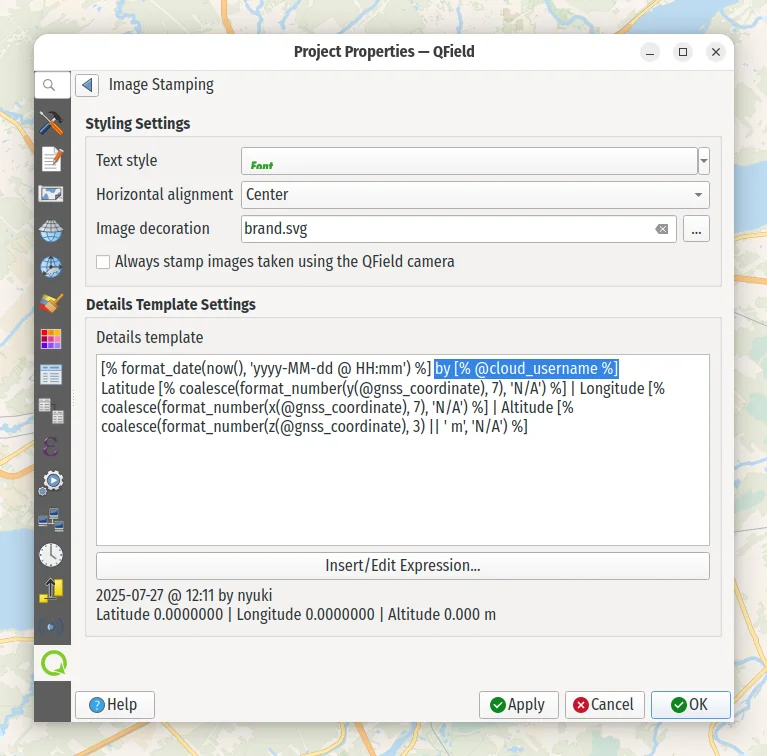 Project Properties — QField
Image Stamping
Styling Settings
Text style
Font
Horizontal alignment
Center
Image decoration
brand.svg
...
Always stamp images taken using the QField camera
Details Template Settings
Details template
[% format_date(now(), 'yyyy-MM-dd @ HH:mm') %] by [% @cloud_username %]
Latitude [% coalesce(format_number(y(@gnss_coordinate), 7), 'N/A') %] | Longitude [%
coalesce(format_number(x(@gnss_coordinate), 7), 'N/A') %] | Altitude [%
coalesce(format_number(z(@gnss_coordinate), 3) || ' m', 'N/A') %]
Insert/Edit Expression...
2025-07-27 @ 12:11 by nyuki
Latitude 0.0000000 | Longitude 0.0000000 | Altitude 0.000 m
Help
Apply
Cancel
OK